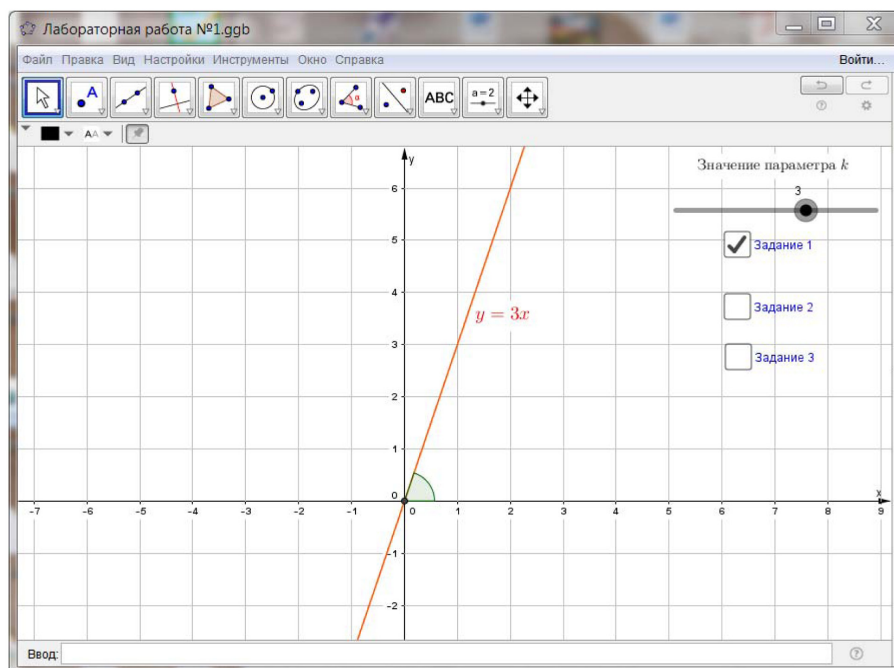 Лабораторная работа №1.ggb
Файл Правка Вид Настройки Инструменты Окно Справка Войти...
A α ABC a=2
AA
y
Значение параметра k
3
6
Задание 1
5
4
y = 3x
Задание 2
3
Задание 3
2
1
0 x
-7 -6 -5 -4 -3 -2 -1 0 1 2 3 4 5 6 7 8 9
-1
-2
Ввод: